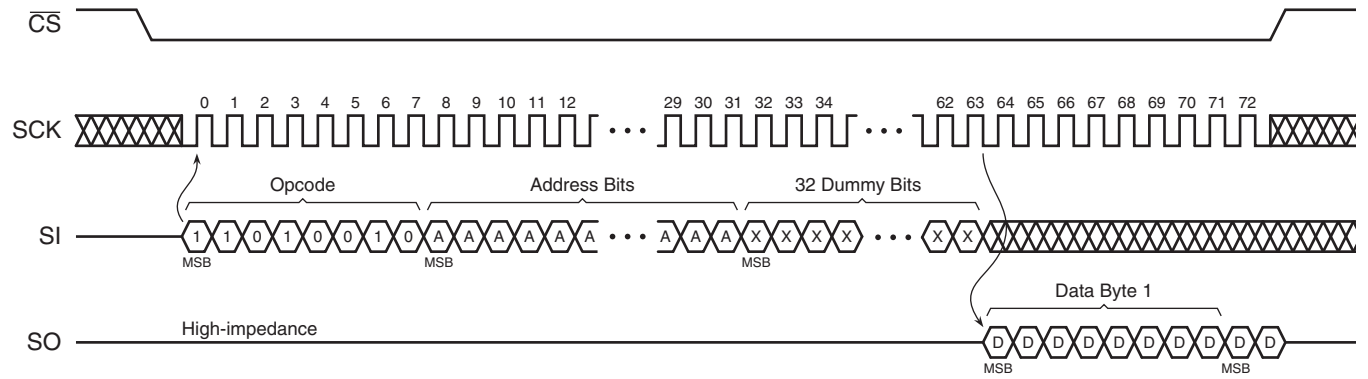 CS
0 1 2 3 4 5 6 7 8 9 10 11 12 29 30 31 32 33 34 62 63 64 65 66 67 68 69 70 71 72
SCK
Opcode Address Bits 32 Dummy Bits
SI 1 1 0 1 0 0 1 0 A A A A A A A A A X X X X X X
MSB MSB MSB
Data Byte 1
High-impedance
SO D D D D D D D D D D
MSB MSB